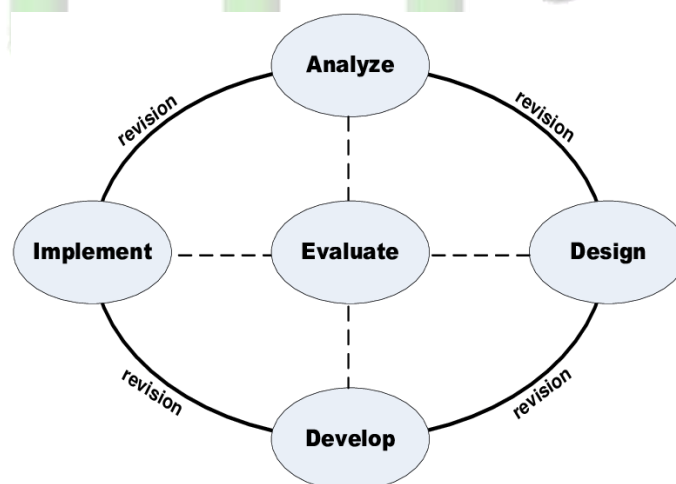 Analyze
revision
revision
Implement
Evaluate
Design
revision
revision
Develop